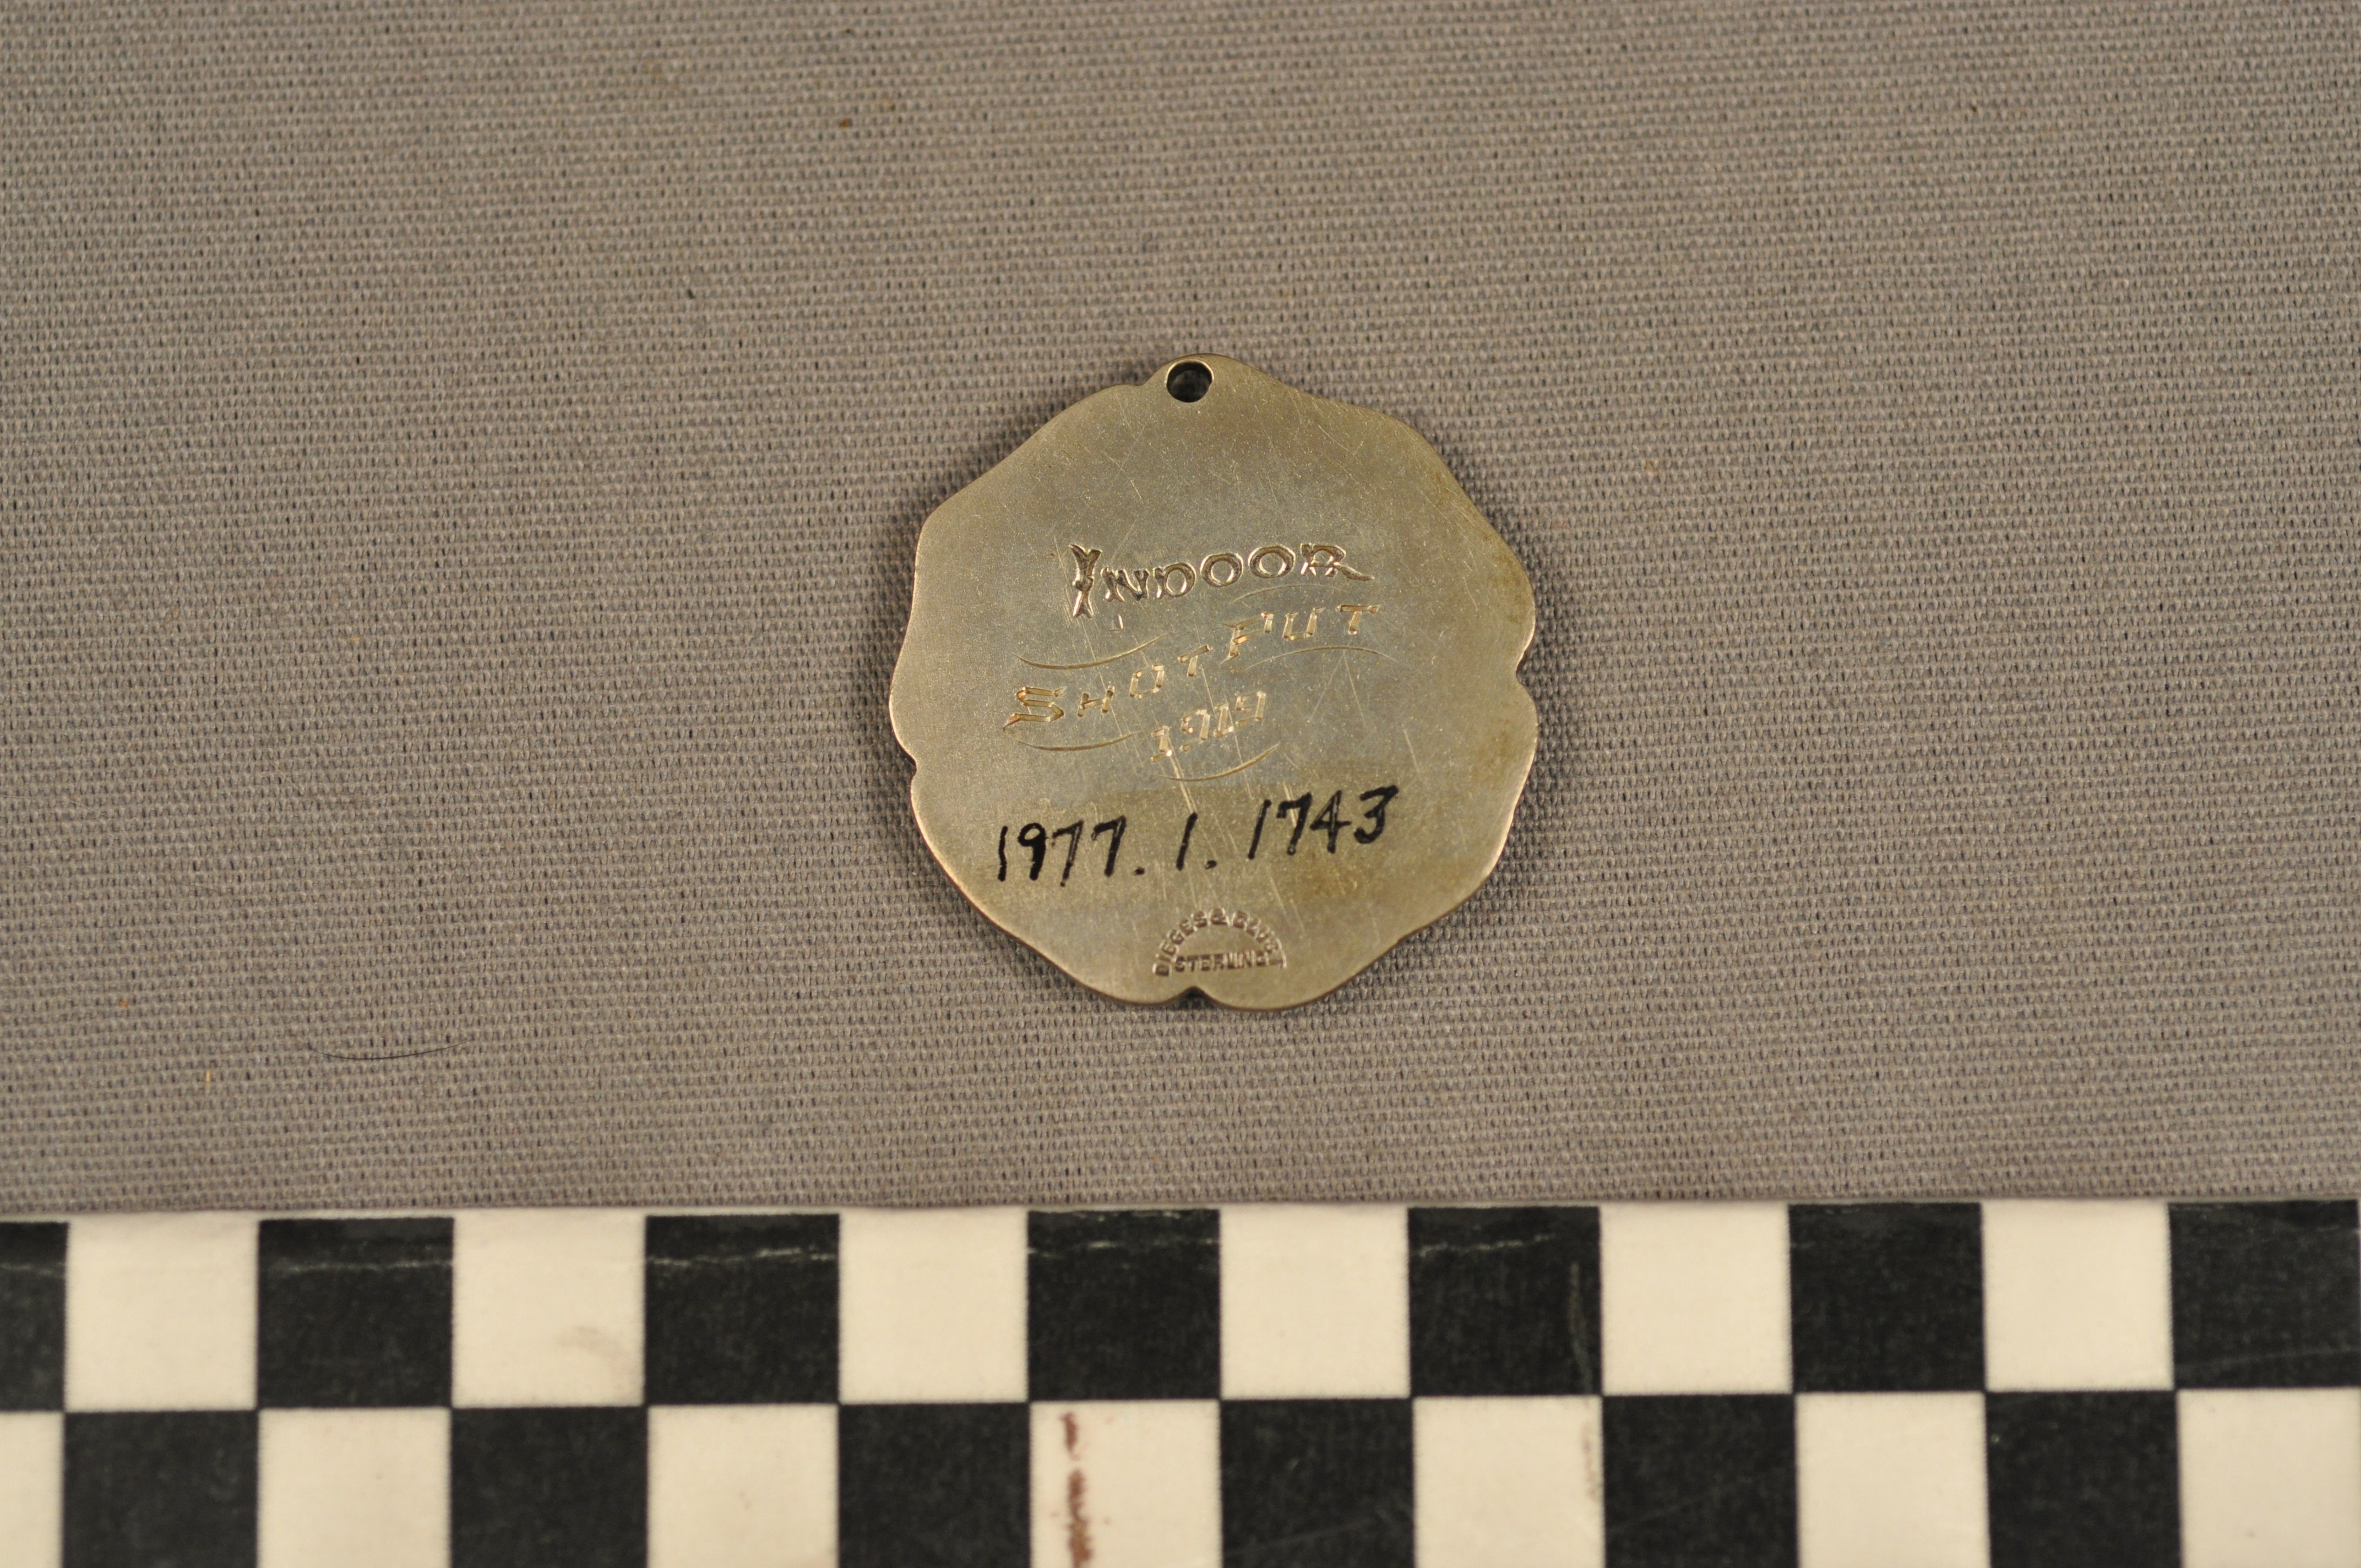 INDOOR
SHOT PUT
1919
1977.1.1743
DIEGES & CLUST
STERLING